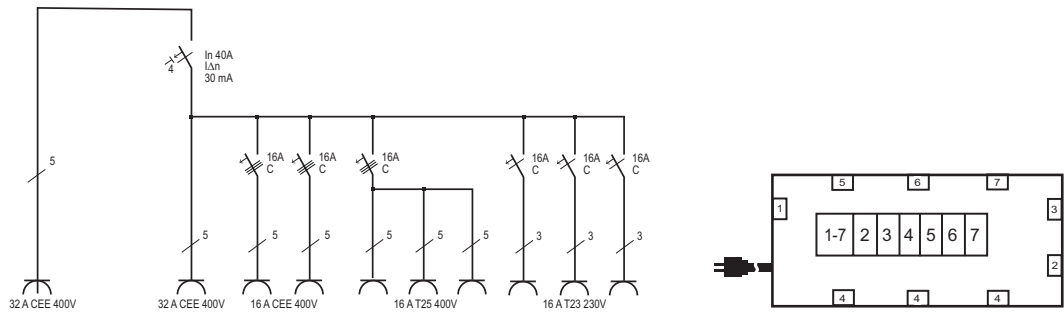 In 40A
4 IΔn
30 mA
5
16A 16A 16A 16A 16A 16A
C C C C C C
5 5 5 5 5 5 3 3 3
32 A CEE 400V 32 A CEE 400V 16 A CEE 400V 16 A T25 400V 16 A T23 230V
5 6 7
1 3
1-7 2 3 4 5 6 7
2
4 4 4